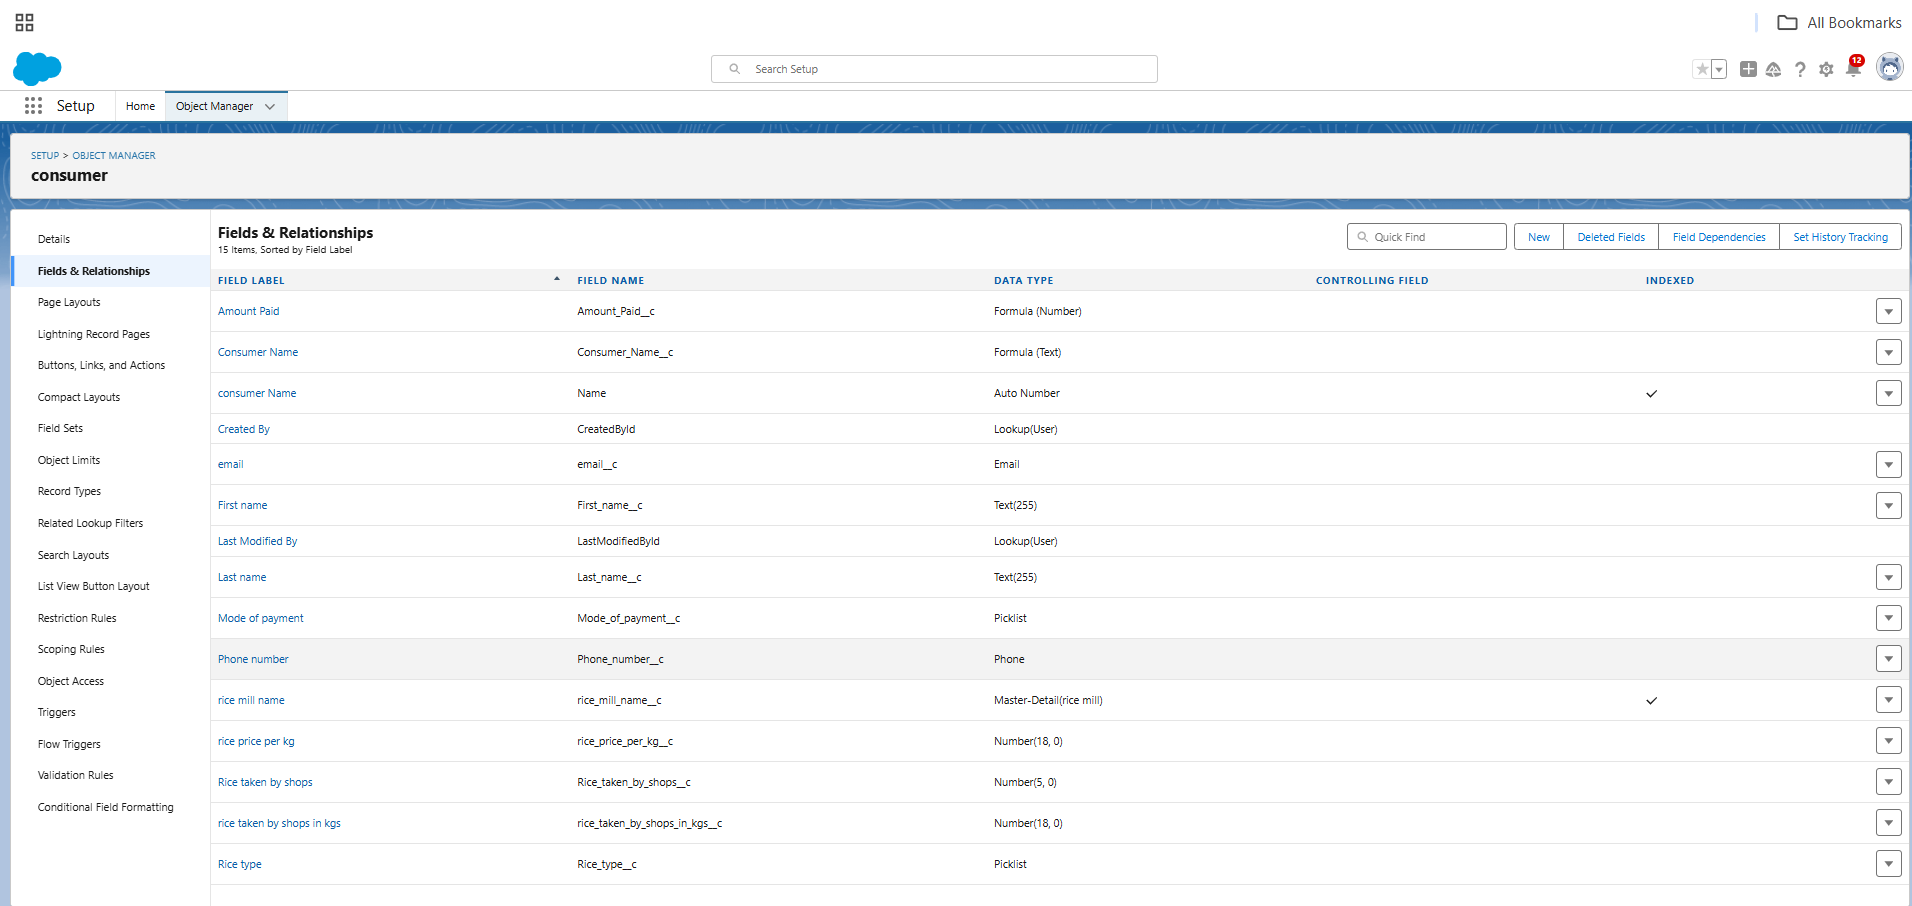 All Bookmarks
Search Setup
12
Setup
Home
Object Manager
SETUP > OBJECT MANAGER
consumer
Details
Fields & Relationships
Page Layouts
Lightning Record Pages
Buttons, Links, and Actions
Compact Layouts
Field Sets
Object Limits
Record Types
Related Lookup Filters
Search Layouts
List View Button Layout
Restriction Rules
Scoping Rules
Object Access
Triggers
Flow Triggers
Validation Rules
Conditional Field Formatting
Fields & Relationships
15 Items, Sorted by Field Label
Quick Find
New Deleted Fields Field Dependencies Set History Tracking
FIELD LABEL FIELD NAME DATA TYPE CONTROLLING FIELD INDEXED
Amount Paid Amount_Paid__c Formula (Number)
Consumer Name Consumer_Name__c Formula (Text)
consumer Name Name Auto Number
Created By CreatedById Lookup(User)
email email__c Email
First name First_name__c Text(255)
Last Modified By LastModifiedById Lookup(User)
Last name Last_name__c Text(255)
Mode of payment Mode_of_payment__c Picklist
Phone number Phone_number__c Phone
rice mill name rice_mill_name__c Master-Detail(rice mill)
rice price per kg rice_price_per_kg__c Number(18, 0)
Rice taken by shops Rice_taken_by_shops__c Number(5, 0)
rice taken by shops in kgs rice_taken_by_shops_in_kgs__c Number(18, 0)
Rice type Rice_type__c Picklist